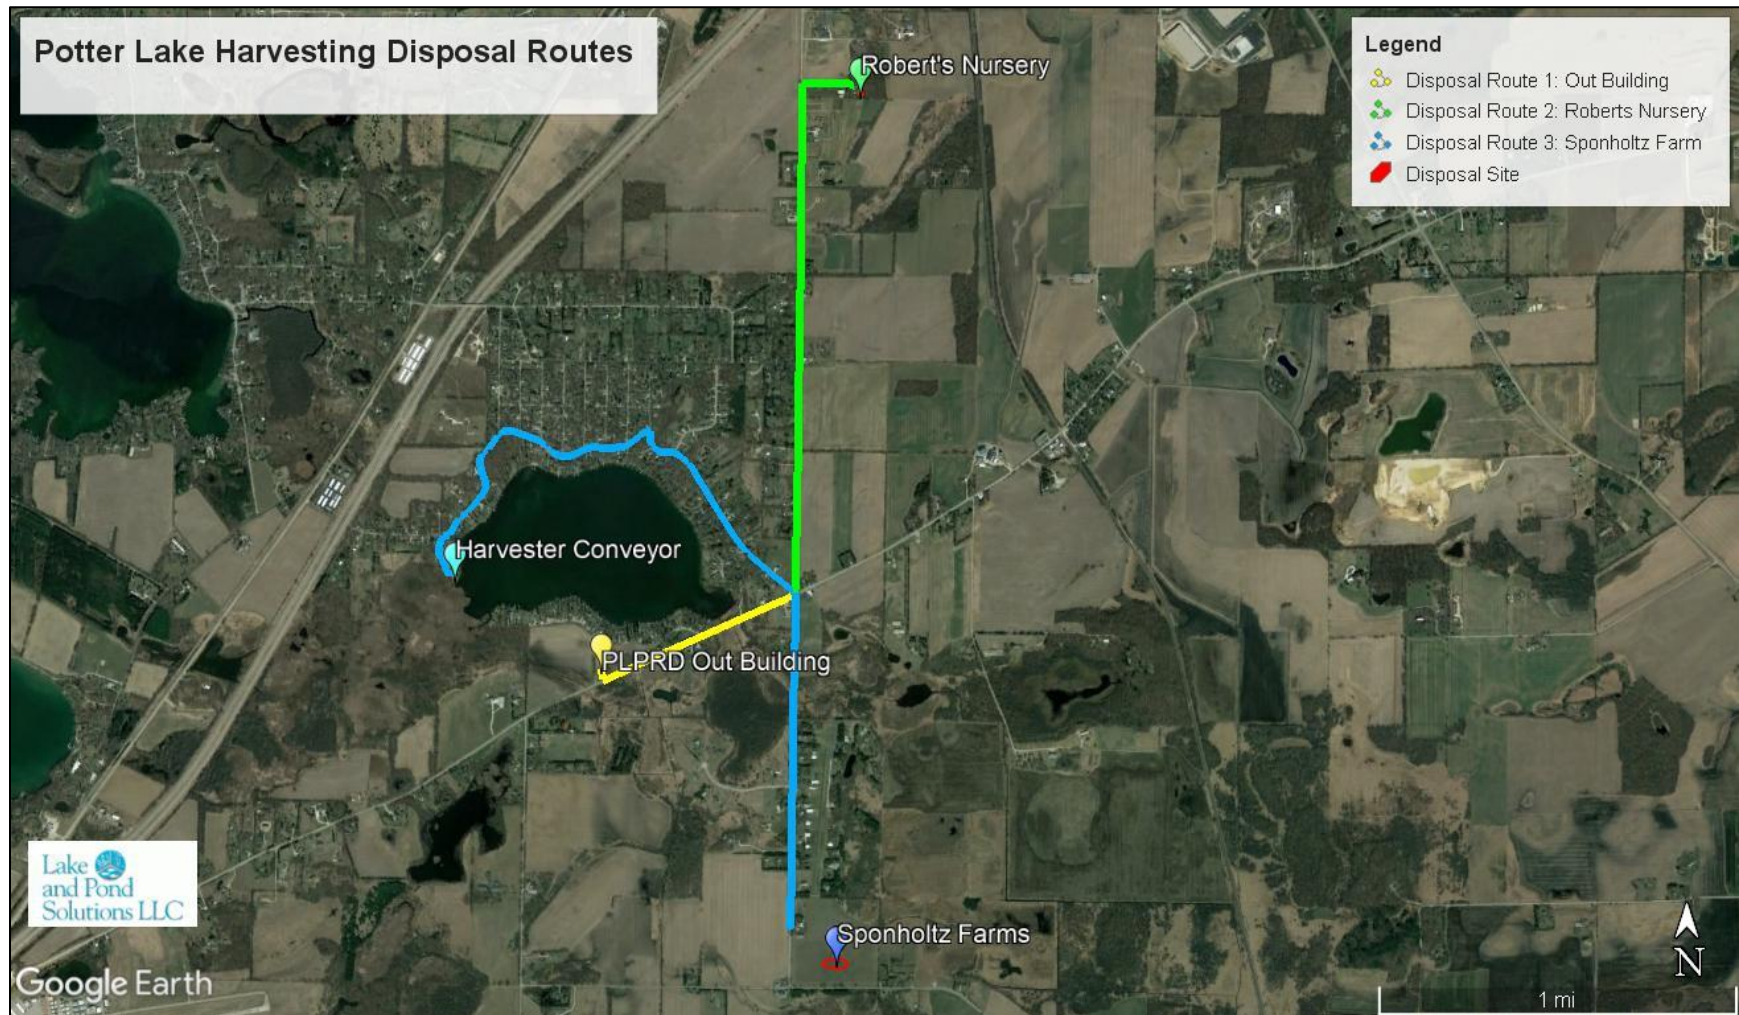 Potter Lake Harvesting Disposal Routes
Legend
Disposal Route 1: Out Building
Disposal Route 2: Roberts Nursery
Disposal Route 3: Sponholtz Farm
Disposal Site
Robert's Nursery
Harvester Conveyor
PLPRD Out Building
Sponholtz Farms
Lake
and Pond
Solutions LLC
Google Earth
N
1 mi